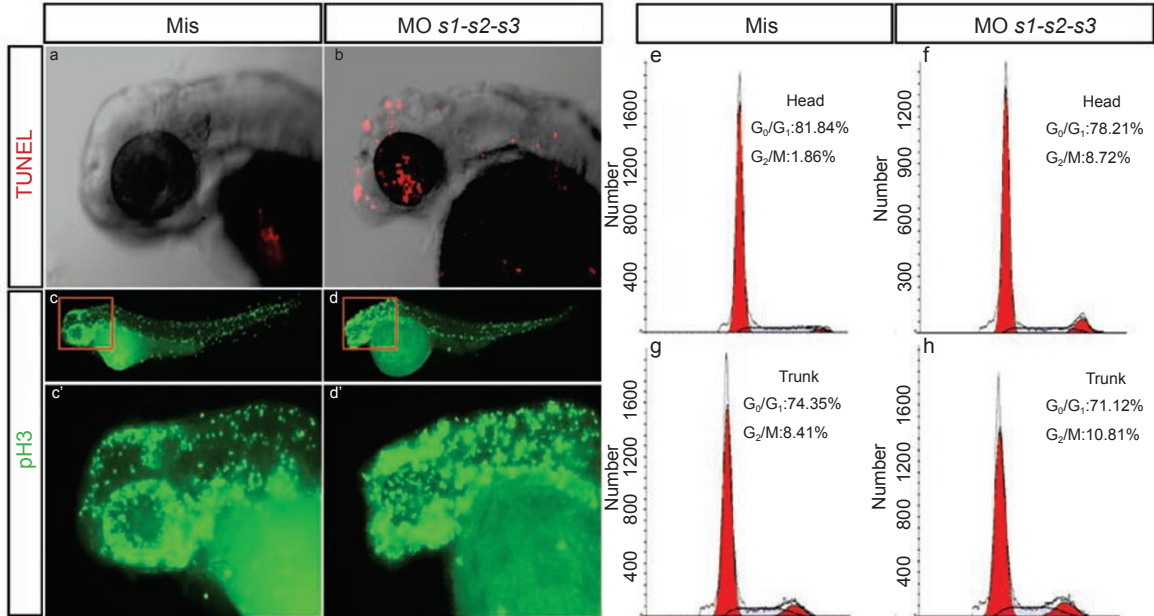 Mis
MO s1-s2-s3
Mis
MO s1-s2-s3
TUNEL
pH3
a
b
c
d
c'
d'
e
Head
G₀/G₁:81.84%
G₂/M:1.86%
Number
1600
1200
800
400
f
Head
G₀/G₁:78.21%
G₂/M:8.72%
Number
1200
900
600
300
g
Trunk
G₀/G₁:74.35%
G₂/M:8.41%
Number
1600
1200
800
400
h
Trunk
G₀/G₁:71.12%
G₂/M:10.81%
Number
1600
1200
800
400